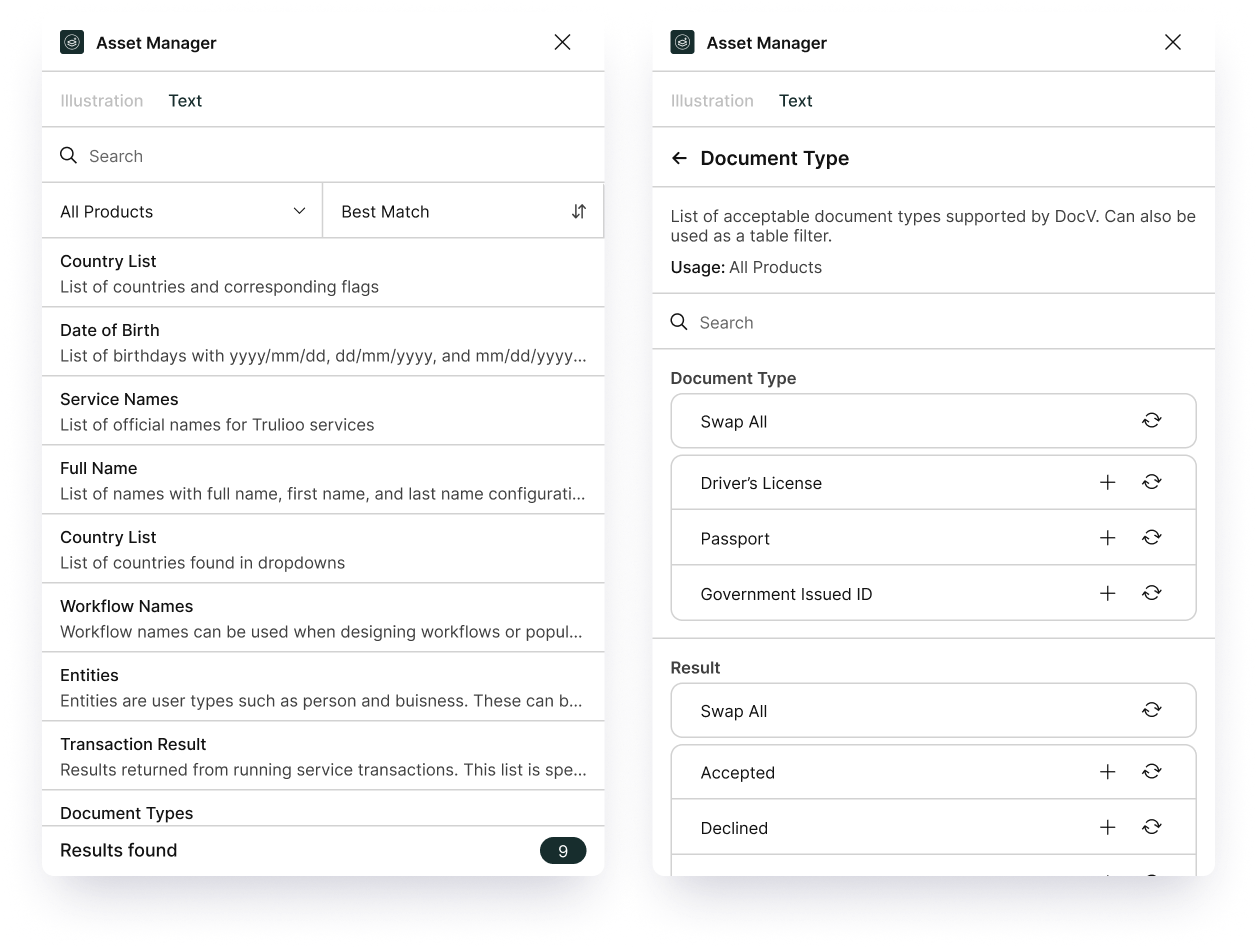 Asset Manager
Illustration Text
Search
All Products Best Match
Country List
List of countries and corresponding flags
Date of Birth
List of birthdays with yyyy/mm/dd, dd/mm/yyyy, and mm/dd/yyyy...
Service Names
List of official names for Trulioo services
Full Name
List of names with full name, first name, and last name configurati...
Country List
List of countries found in dropdowns
Workflow Names
Workflow names can be used when designing workflows or popul...
Entities
Entities are user types such as person and buisness. These can b...
Transaction Result
Results returned from running service transactions. This list is spe...
Document Types
Results found 9
Asset Manager
Illustration Text
Document Type
List of acceptable document types supported by DocV. Can also be
used as a table filter.
Usage: All Products
Search
Document Type
Swap All
Driver’s License
Passport
Government Issued ID
Result
Swap All
Accepted
Declined